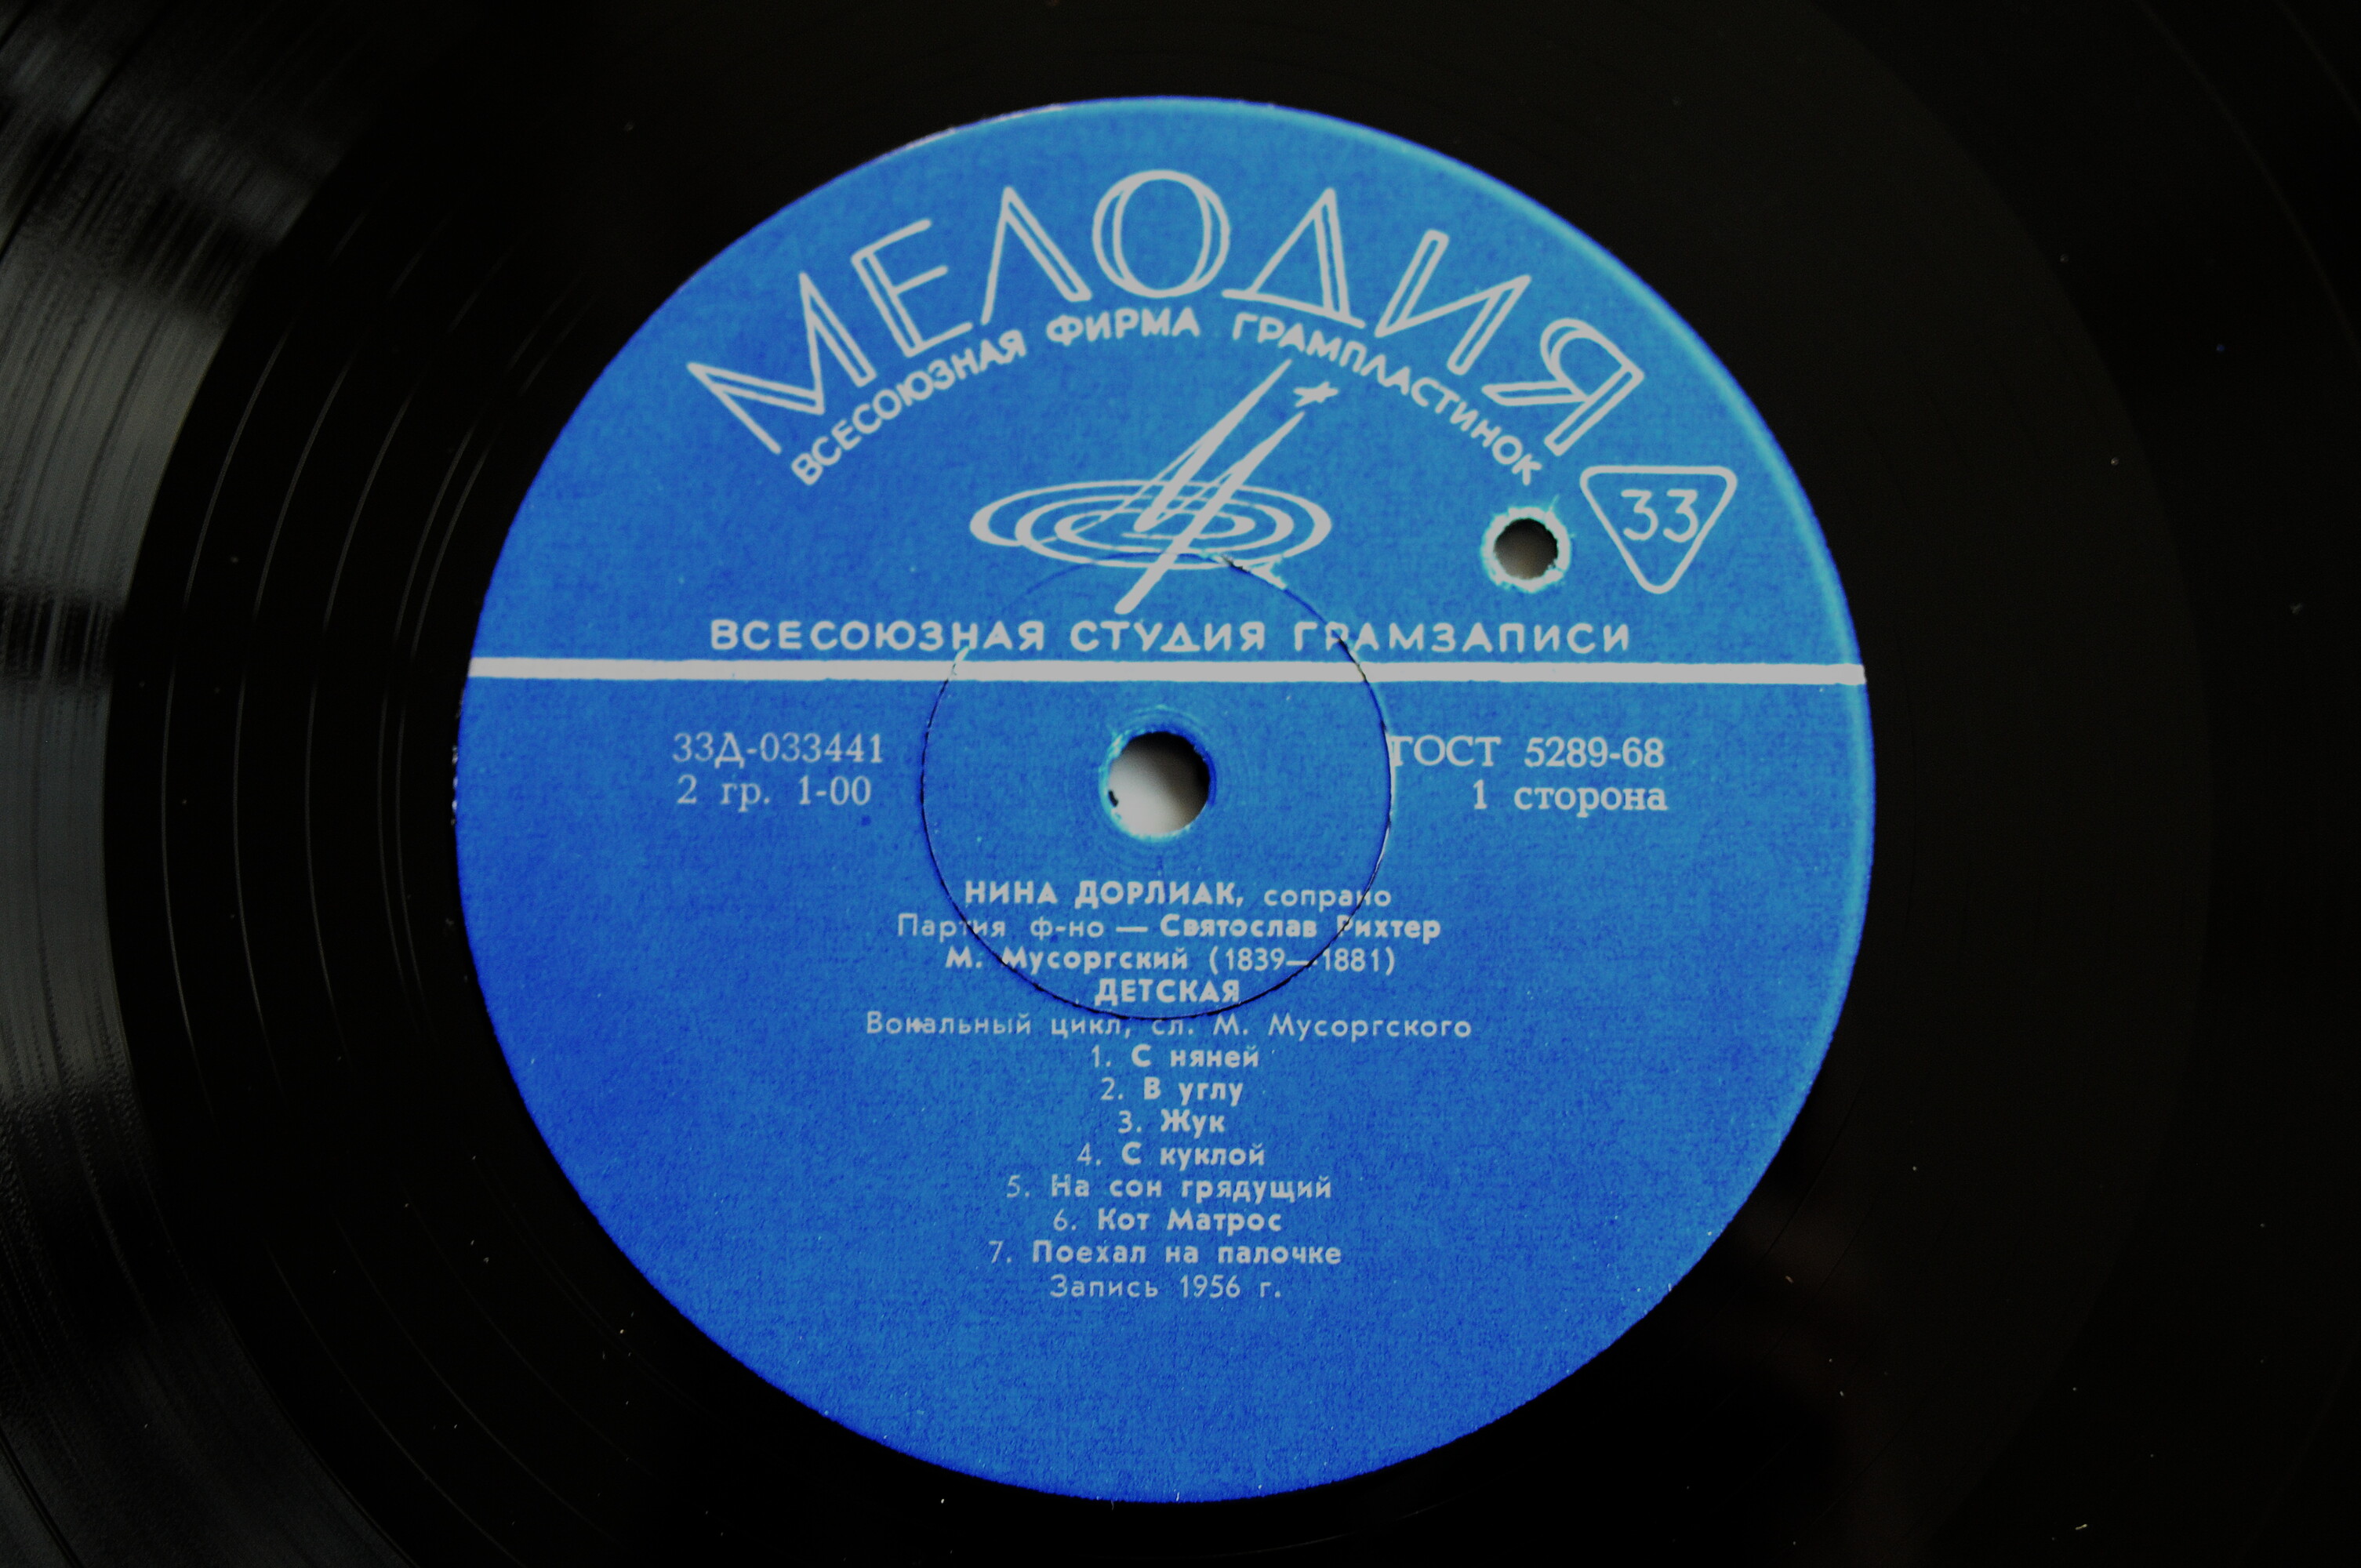 МЕЛОДИЯ
ВСЕСОЮЗНАЯ ФИРМА ГРАМПЛАСТИНОК
33
ВСЕСОЮЗНАЯ СТУДИЯ ГРАМЗАПИСИ
33Д-033441
2 гр. 1-00
ГОСТ 5289-68
1 сторона
НИНА ДОРЛИАК, сопрано
Партия ф-но — Святослав Рихтер
М. Мусоргский (1839—1881)
ДЕТСКАЯ
Вокальный цикл, сл. М. Мусоргского
1. С няней
2. В углу
3. Жук
4. С куклой
5. На сон грядущий
6. Кот Матрос
7. Поехал на палочке
Запись 1956 г.